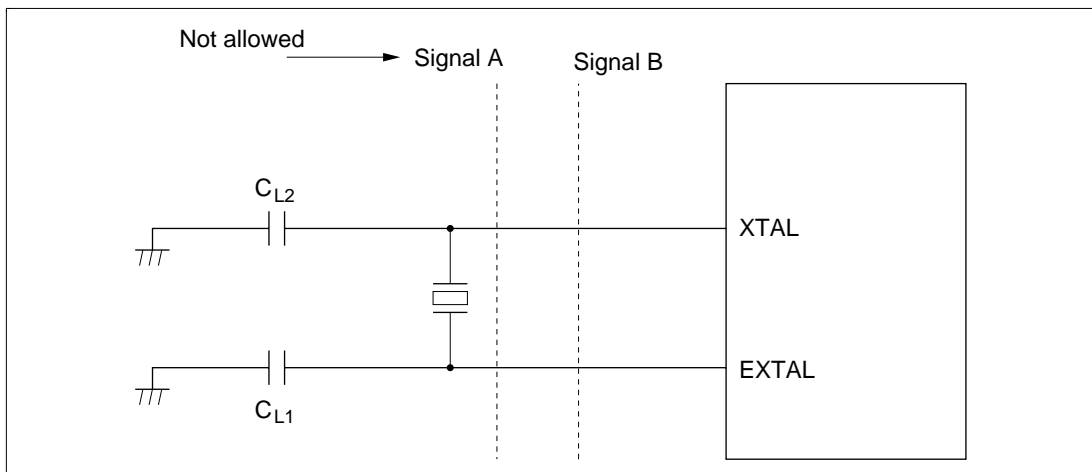 Not allowed
Signal A
Signal B
CL2
XTAL
EXTAL
CL1